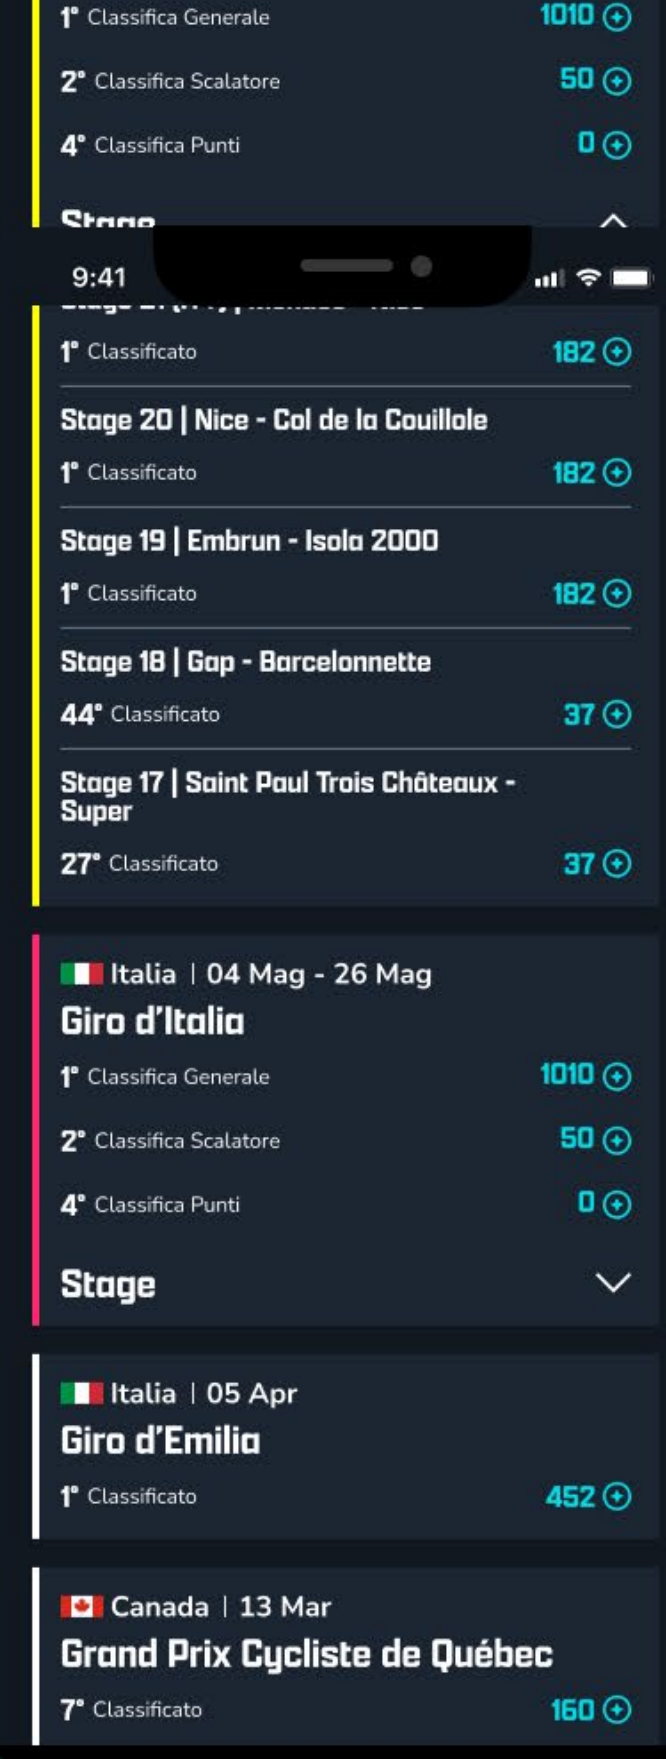 1° Classifica Generale 1010
2° Classifica Scalatore 50
4° Classifica Punti 0
Stage
9:41
1° Classificato 182
Stage 20 | Nice - Col de la Couillole
1° Classificato 182
Stage 19 | Embrun - Isola 2000
1° Classificato 182
Stage 18 | Gap - Barcelonnette
44° Classificato 37
Stage 17 | Saint Paul Trois Châteaux -
Super
27° Classificato 37
Italia | 04 Mag - 26 Mag
Giro d'Italia
1° Classifica Generale 1010
2° Classifica Scalatore 50
4° Classifica Punti 0
Stage
Italia | 05 Apr
Giro d'Emilia
1° Classificato 452
Canada | 13 Mar
Grand Prix Cycliste de Québec
7° Classificato 160